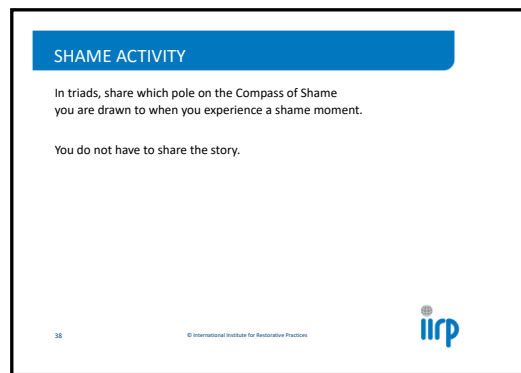 SHAME ACTIVITY
In triads, share which pole on the Compass of Shame
you are drawn to when you experience a shame moment.
You do not have to share the story.
38
© International Institute for Restorative Practices
iirp